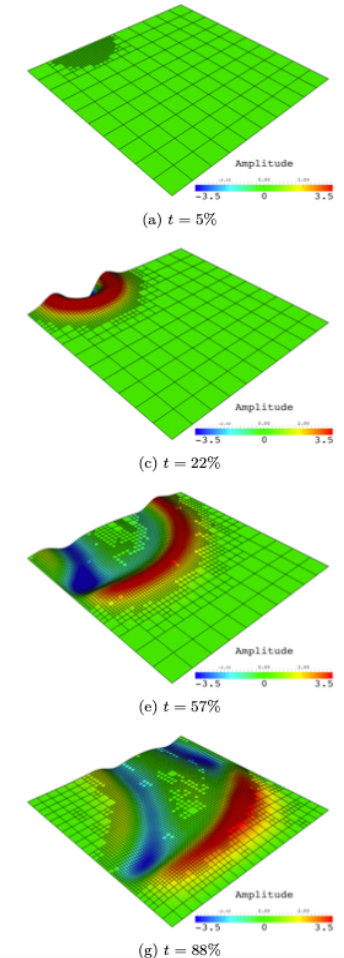 Amplitude
-3.5 0 3.5
(a) t = 5%
Amplitude
-3.5 0 3.5
(c) t = 22%
Amplitude
-3.5 0 3.5
(e) t = 57%
Amplitude
-3.5 0 3.5
(g) t = 88%